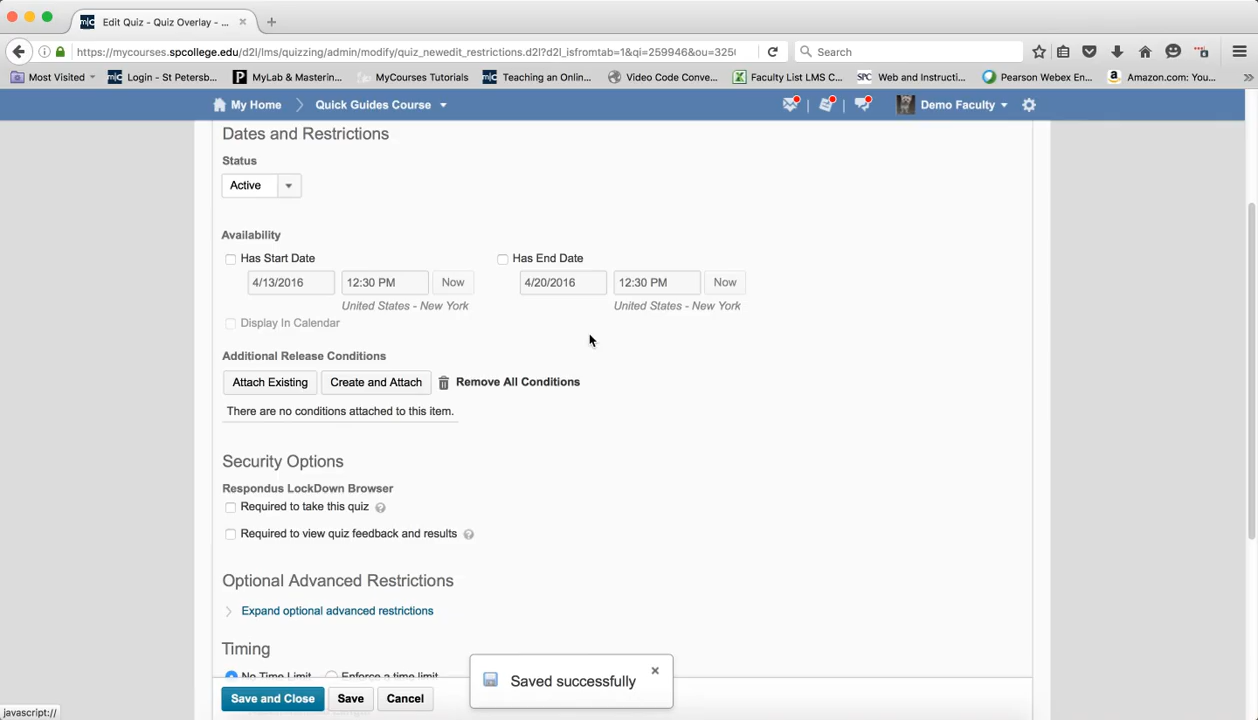 Edit Quiz - Quiz Overlay - ...
https://mycourses.spcollege.edu/d2l/lms/quizzing/admin/modify/quiz_newedit_restrictions.d2l?d2l_isfromtab=1&qi=259946&ou=325(
Search
Most Visited
m|c Login - St Petersb...
P MyLab & Masterin...
MyCourses Tutorials
m|c Teaching an Onlin...
Video Code Conve...
Faculty List LMS C...
SPC Web and Instructi...
Pearson Webex En...
a Amazon.com: You...
My Home
Quick Guides Course
Demo Faculty
Dates and Restrictions
Status
Active
Availability
Has Start Date
Has End Date
4/13/2016 12:30 PM Now
4/20/2016 12:30 PM Now
United States - New York
United States - New York
Display In Calendar
Additional Release Conditions
Attach Existing Create and Attach Remove All Conditions
There are no conditions attached to this item.
Security Options
Respondus LockDown Browser
Required to take this quiz ?
Required to view quiz feedback and results ?
Optional Advanced Restrictions
Expand optional advanced restrictions
Timing
No Time Limit Enforce a time limit
Saved successfully
Save and Close Save Cancel
javascript://